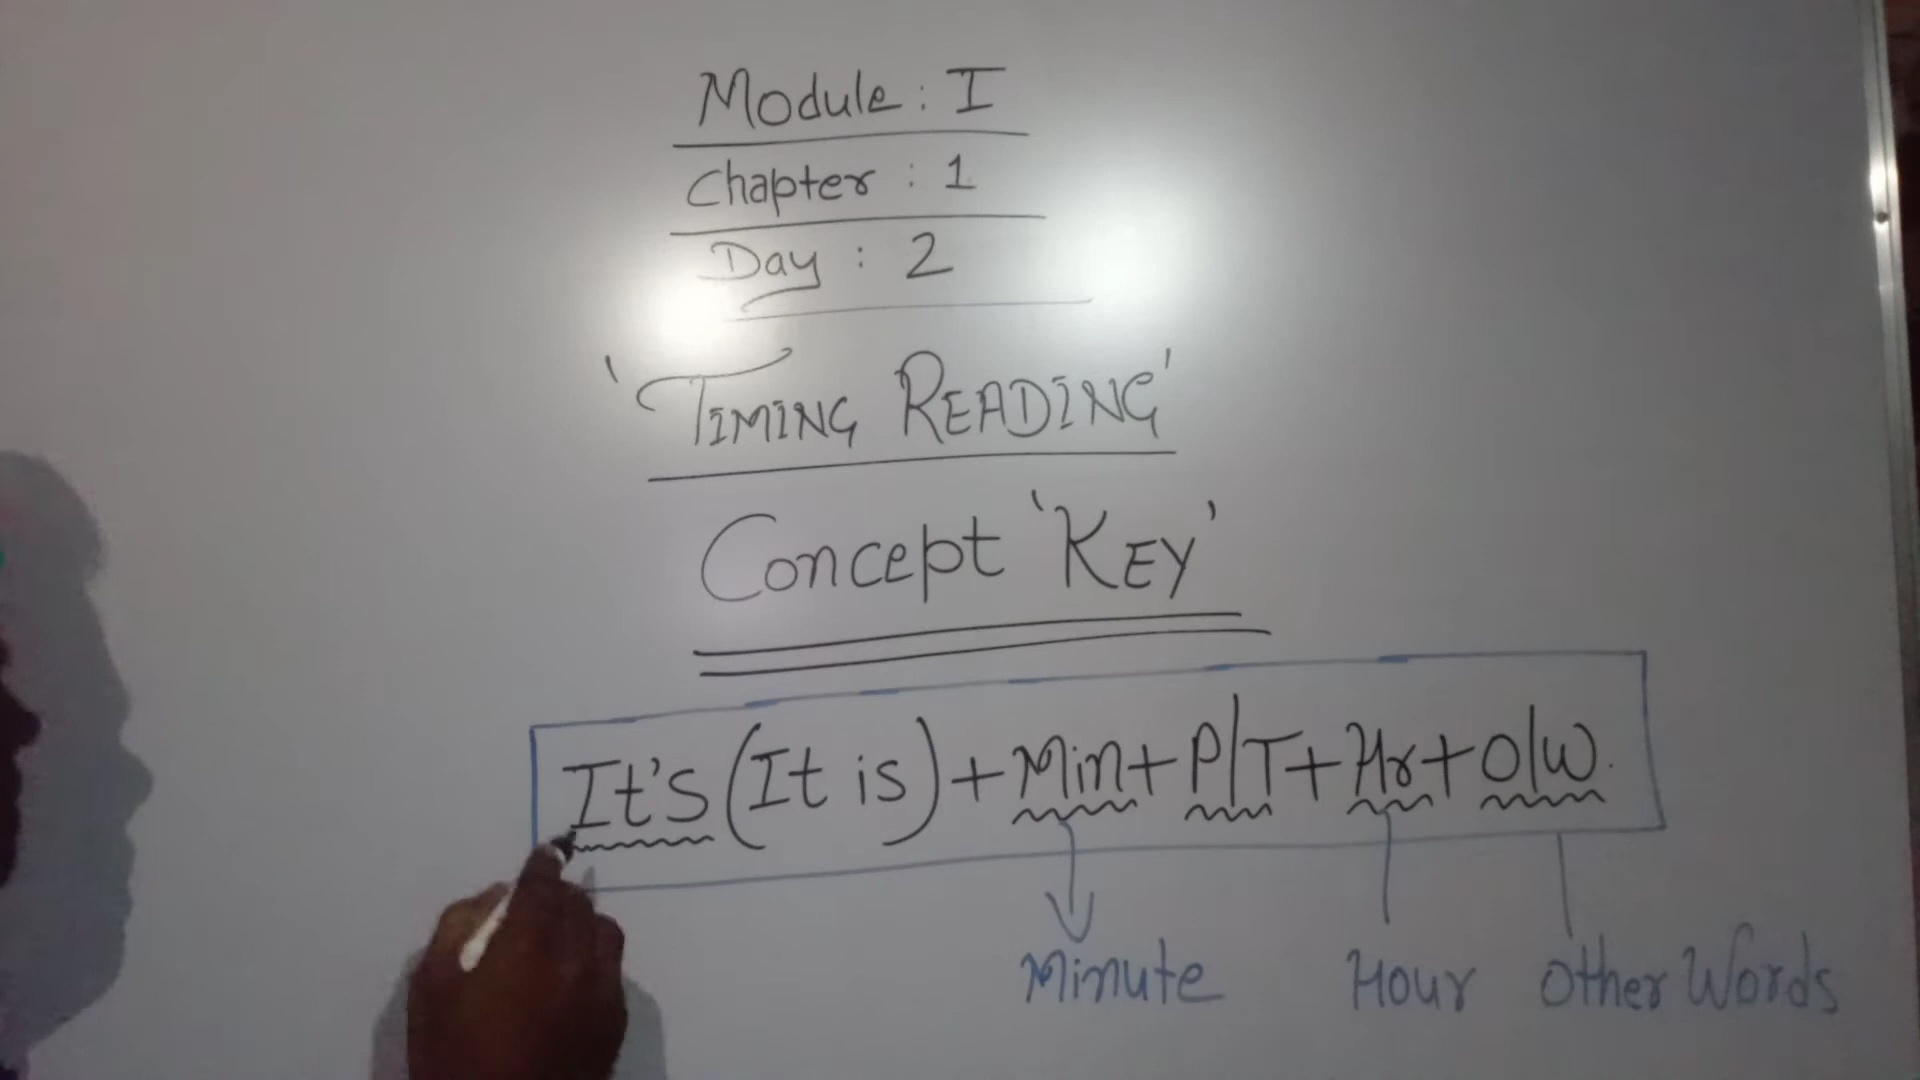 Module : I
Chapter : 1
Day : 2
'TIMING READING'
Concept 'KEY'
It's (It is) + Min + P/T + Hr + O/W.
Minute Hour Other Words